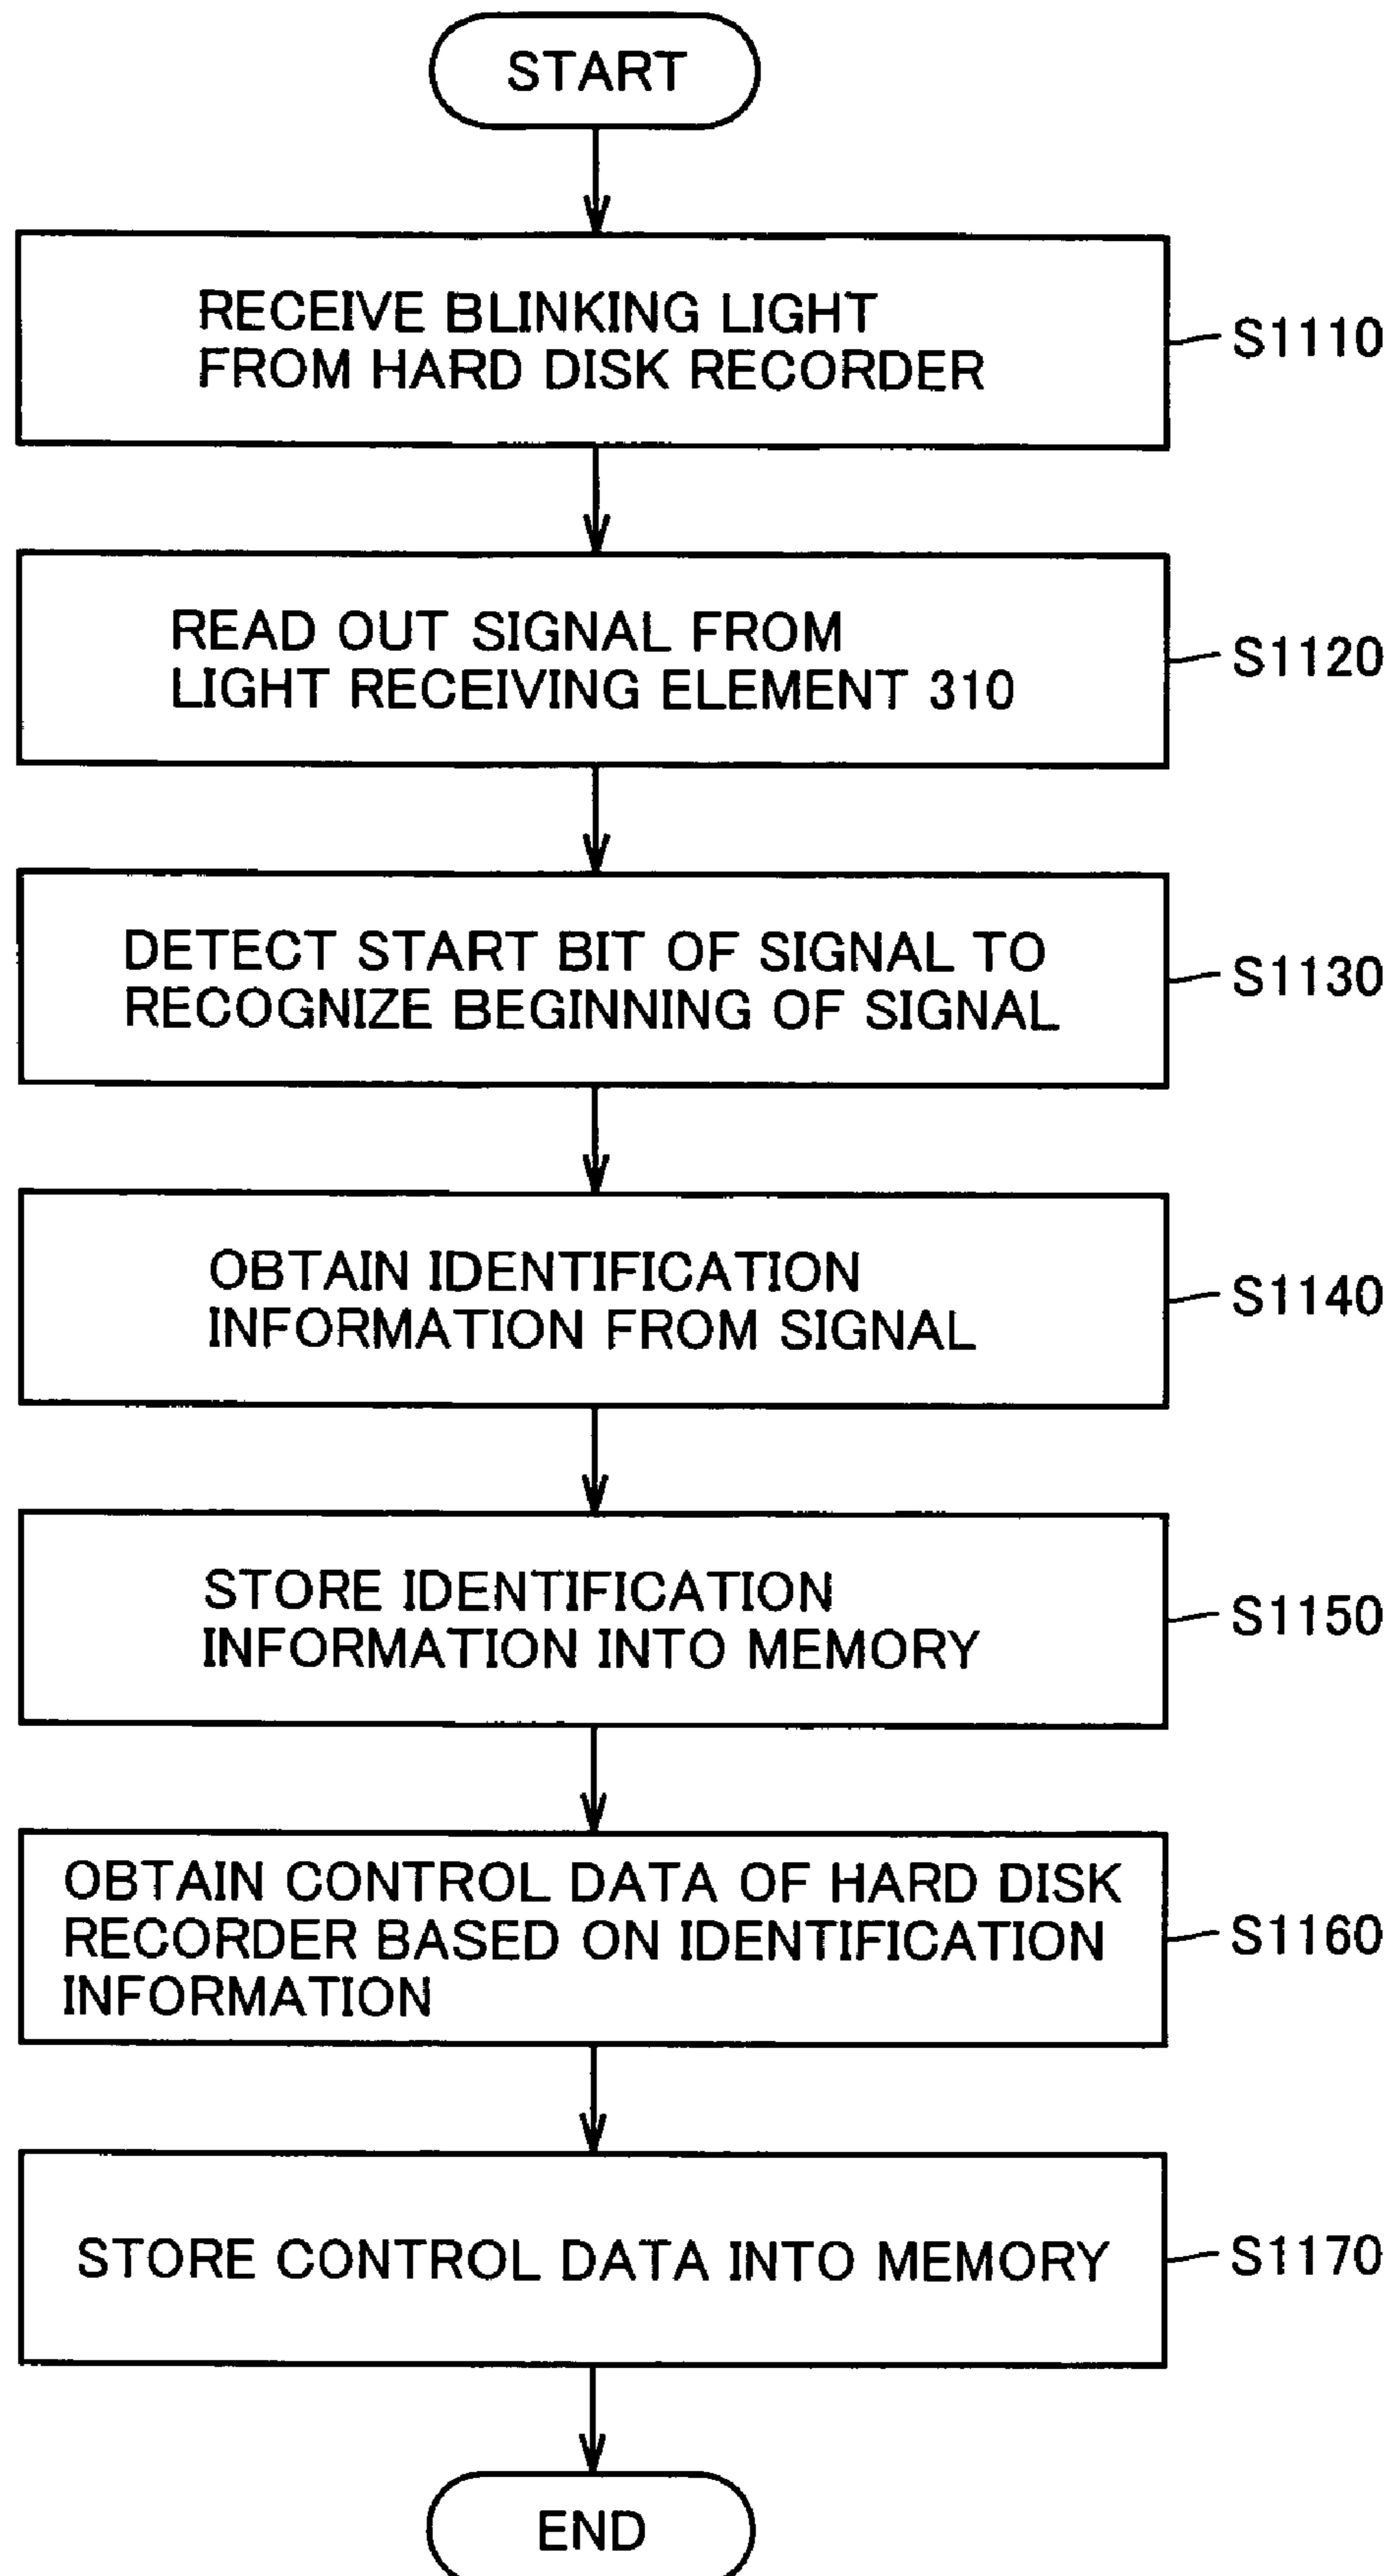 START
RECEIVE BLINKING LIGHT
FROM HARD DISK RECORDER
S1110
READ OUT SIGNAL FROM
LIGHT RECEIVING ELEMENT 310
S1120
DETECT START BIT OF SIGNAL TO
RECOGNIZE BEGINNING OF SIGNAL
S1130
OBTAIN IDENTIFICATION
INFORMATION FROM SIGNAL
S1140
STORE IDENTIFICATION
INFORMATION INTO MEMORY
S1150
OBTAIN CONTROL DATA OF HARD DISK
RECORDER BASED ON IDENTIFICATION
INFORMATION
S1160
STORE CONTROL DATA INTO MEMORY
S1170
END